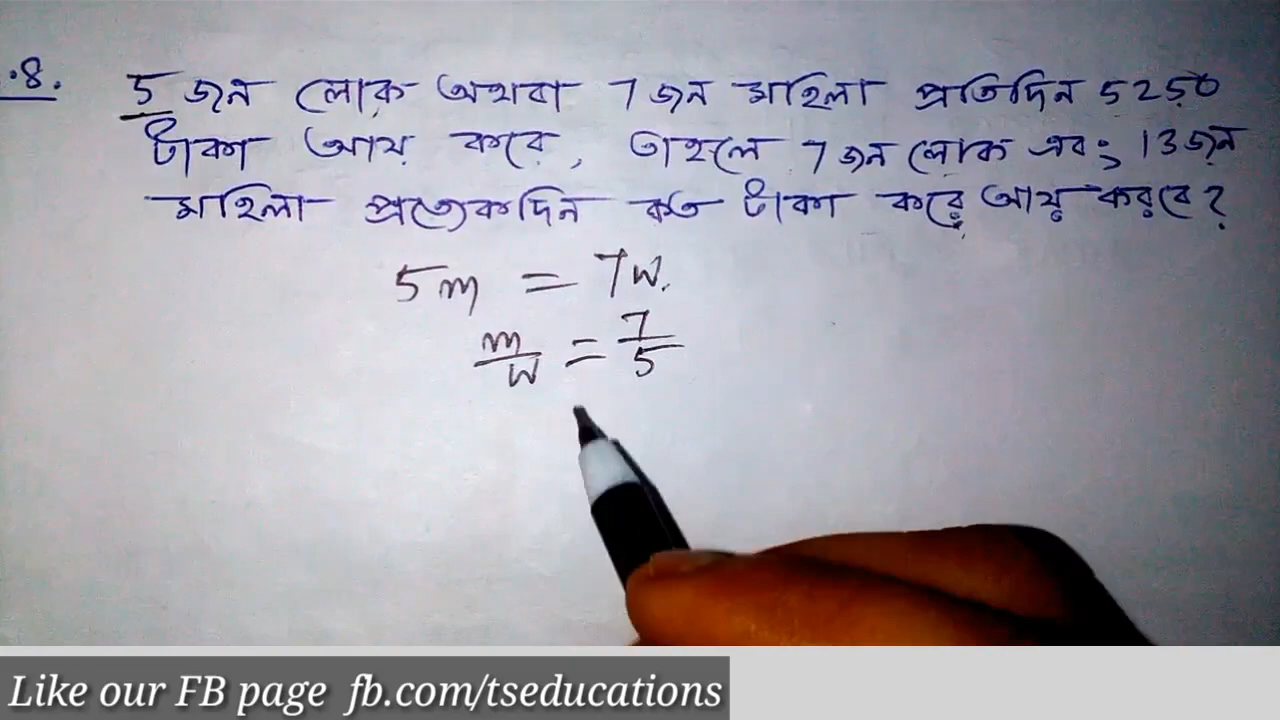 .8. 5 জন লোক অথবা 7 জন মহিলা প্রতিদিন 5250
টাকা আয় করে, তাহলে 7 জন লোক এবং 13 জন
মহিলা প্রত্যেকদিন কত টাকা করে আয় করবে?
5m = 7W.
m/W = 7/5
Like our FB page fb.com/tseducations